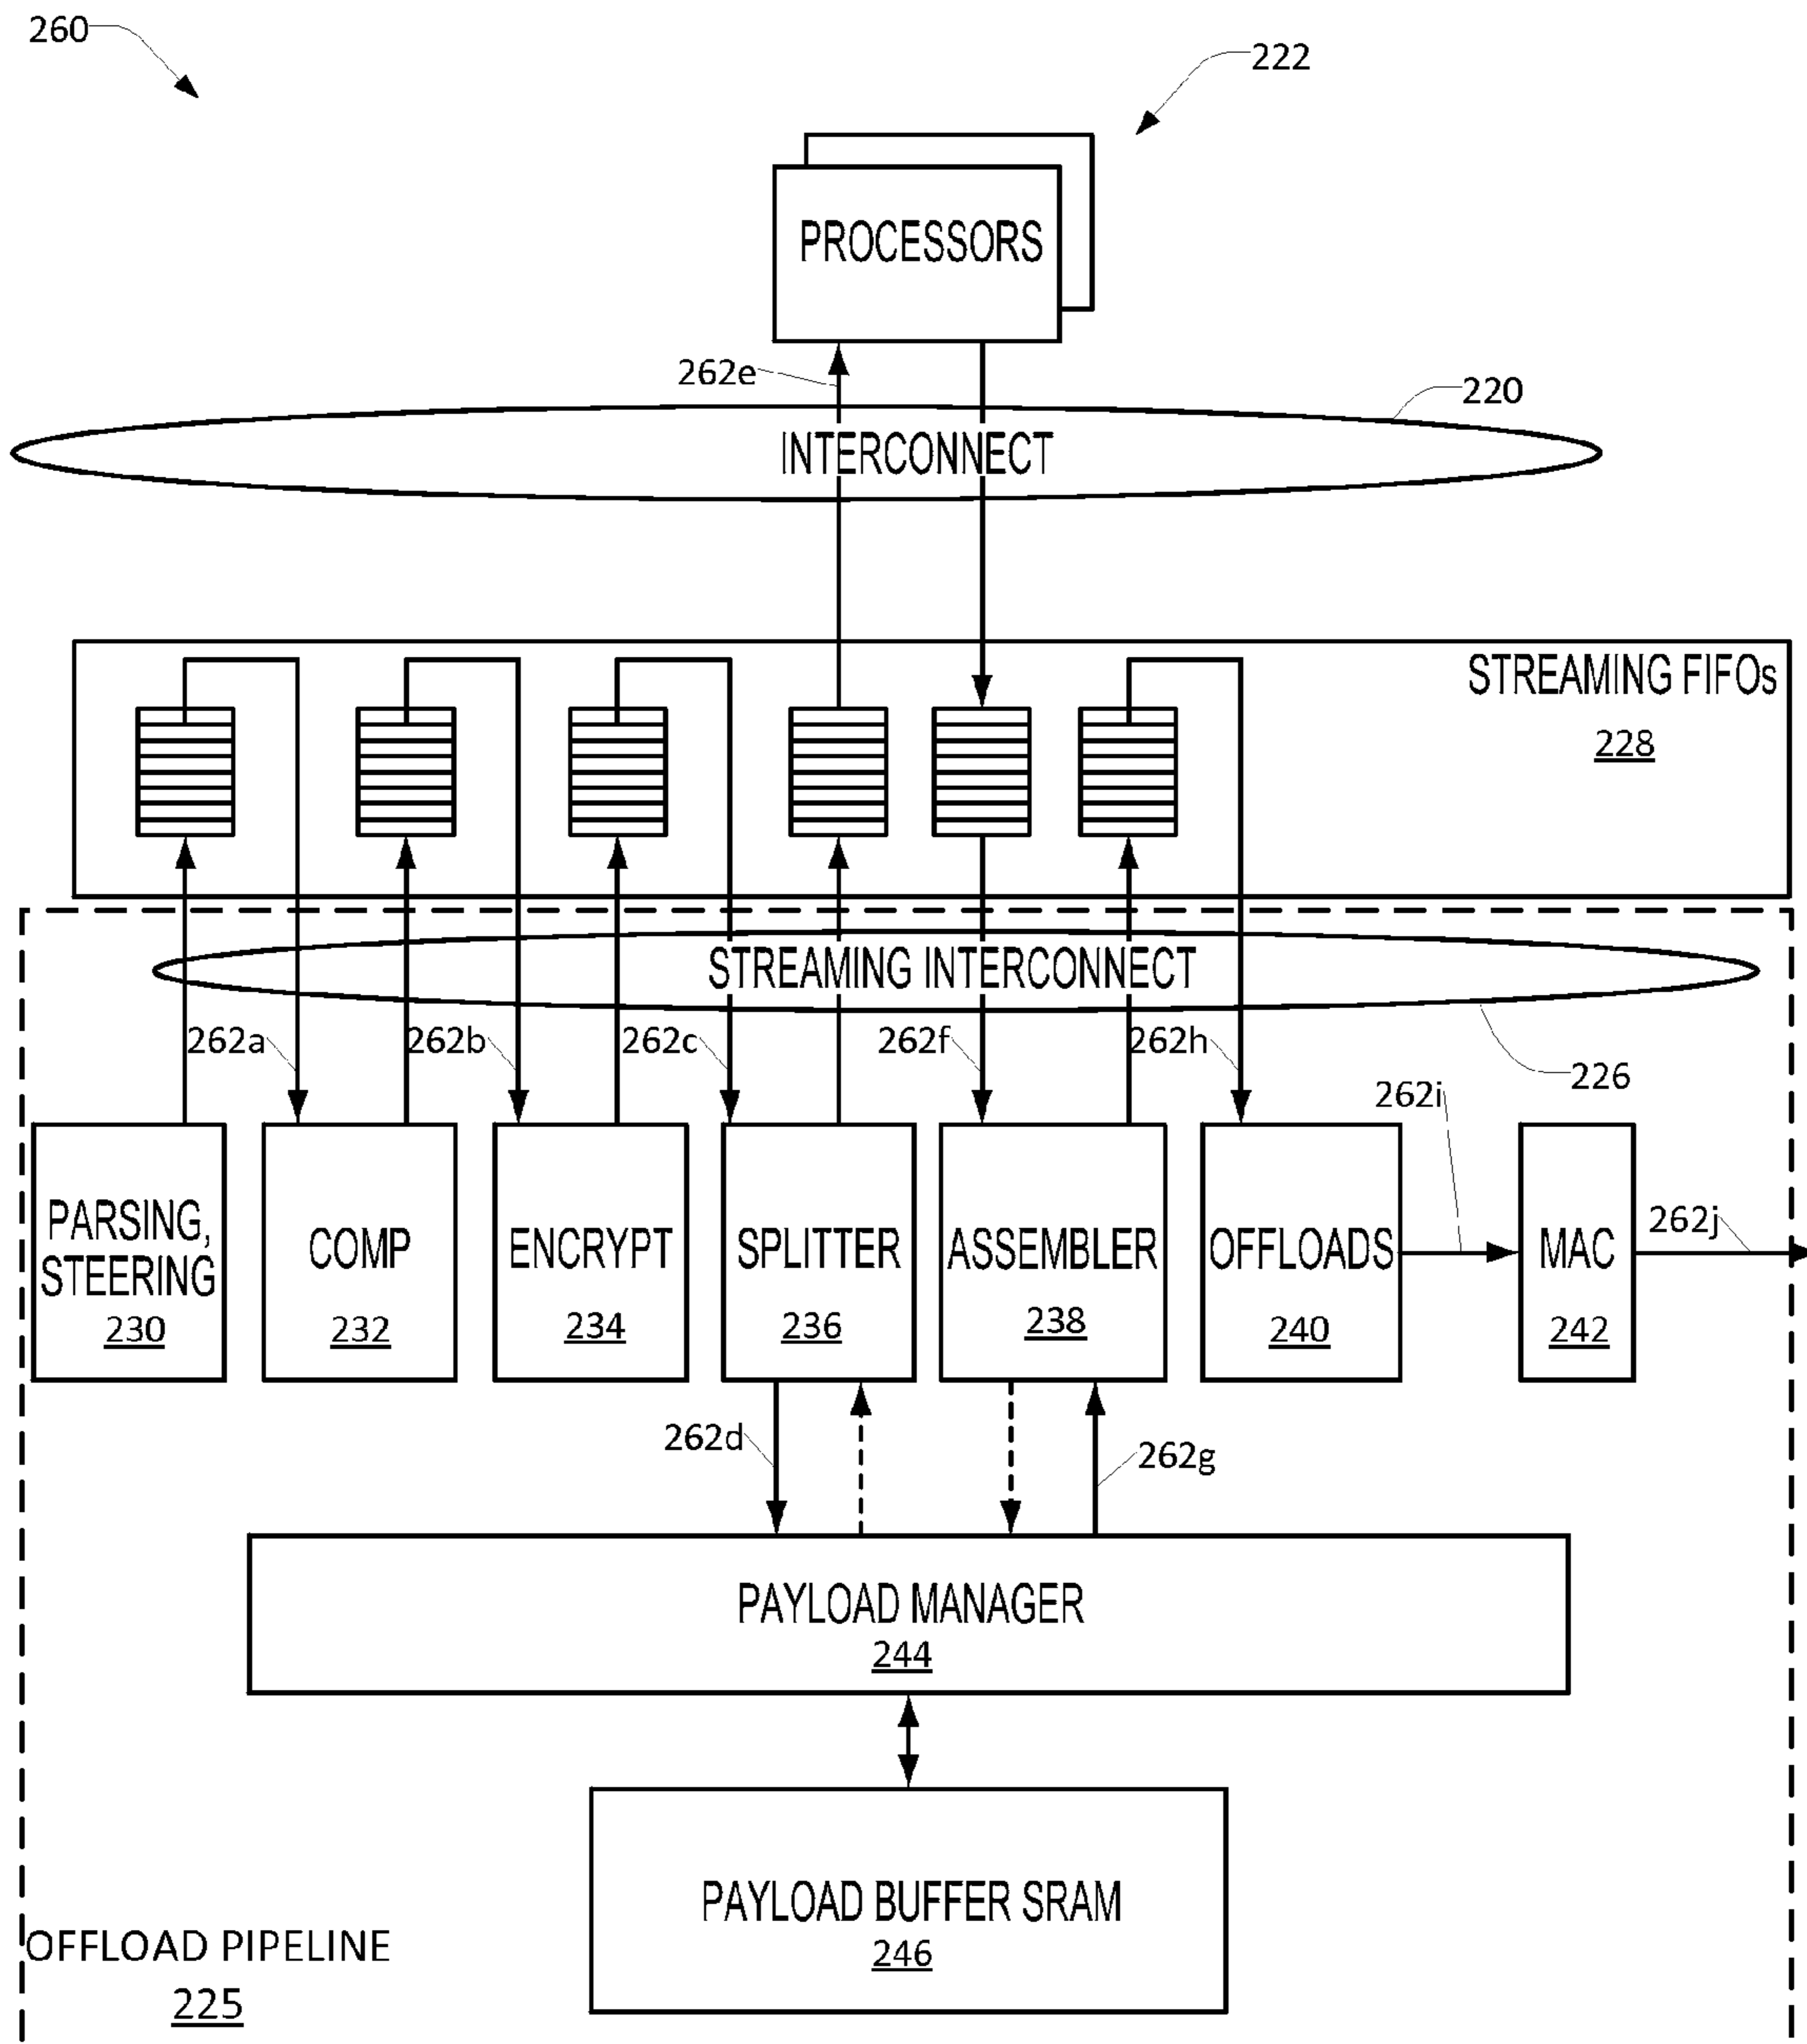 260
222
PROCESSORS
262e
220
INTERCONNECT
STREAMING FIFOs
228
STREAMING INTERCONNECT
262a
262b
262c
262f
262h
226
262i
PARSING,
STEERING
230
COMP
232
ENCRYPT
234
SPLITTER
236
ASSEMBLER
238
OFFLOADS
240
MAC
242
262j
262d
262g
PAYLOAD MANAGER
244
PAYLOAD BUFFER SRAM
246
OFFLOAD PIPELINE
225